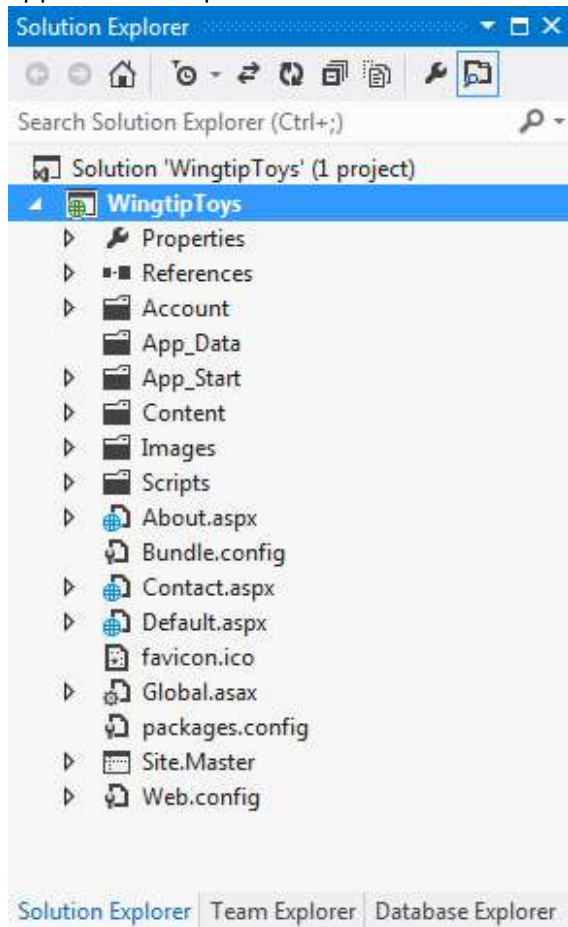 Solution Explorer
Search Solution Explorer (Ctrl+;)
Solution 'WingtipToys' (1 project)
WingtipToys
Properties
References
Account
App_Data
App_Start
Content
Images
Scripts
About.aspx
Bundle.config
Contact.aspx
Default.aspx
favicon.ico
Global.asax
packages.config
Site.Master
Web.config
Solution Explorer Team Explorer Database Explorer